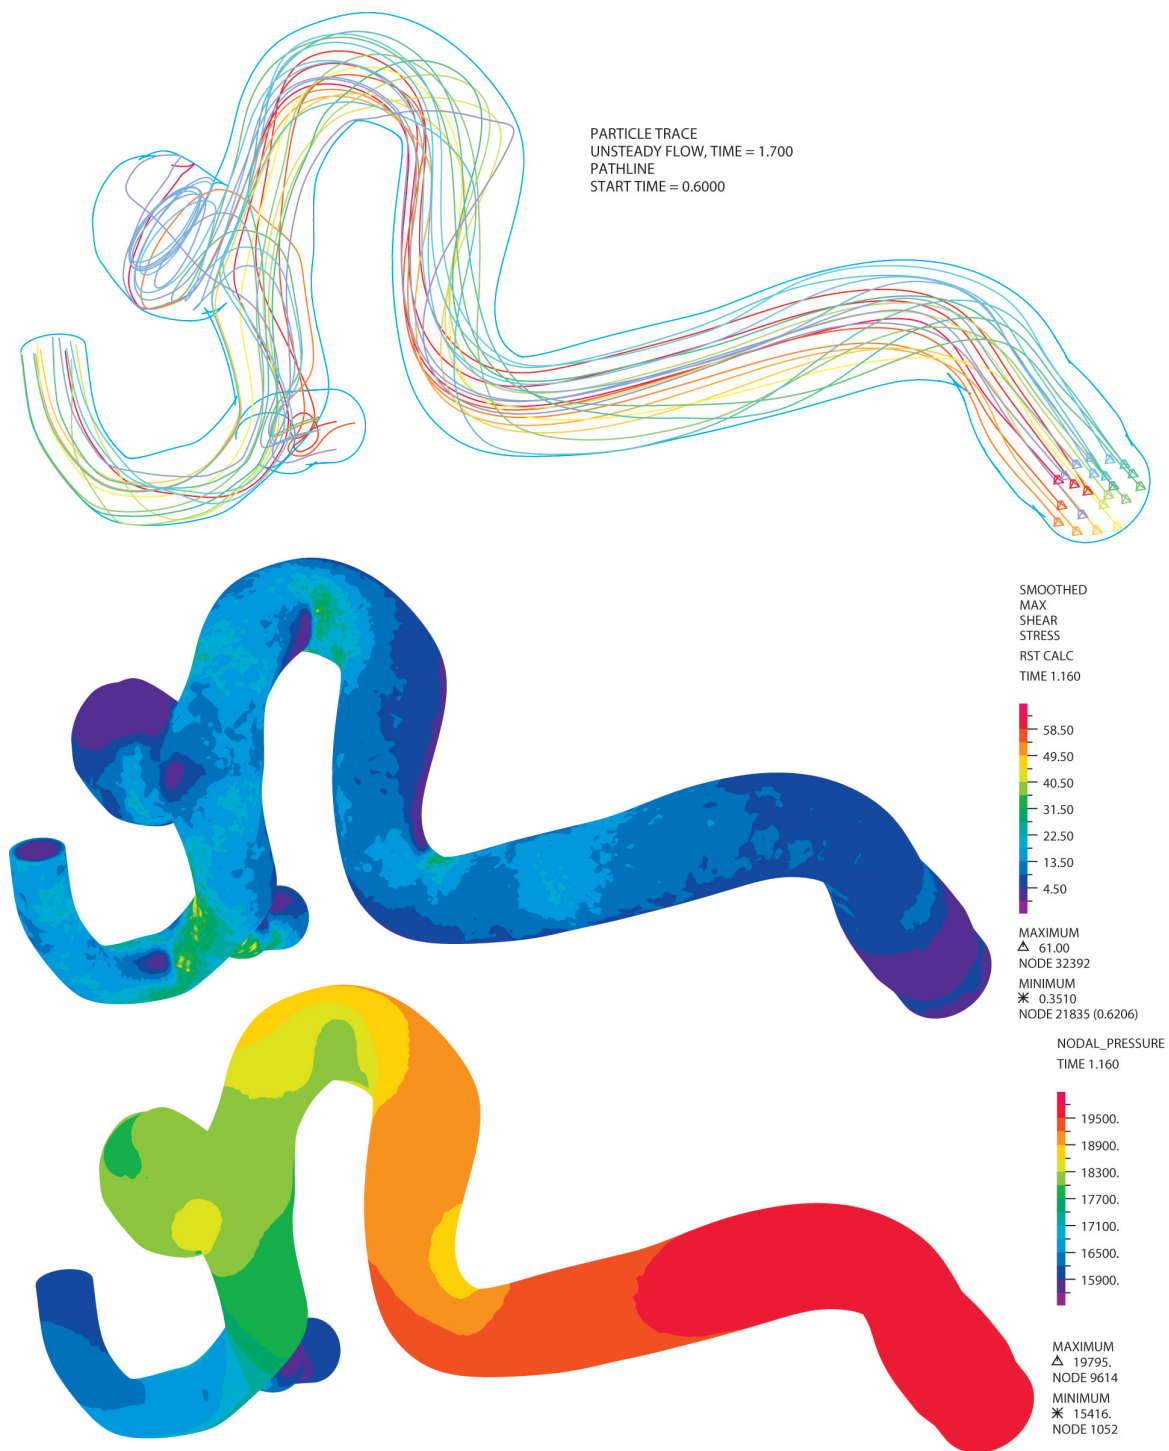 PARTICLE TRACE
UNSTEADY FLOW, TIME = 1.700
PATHLINE
START TIME = 0.6000
SMOOTHED
MAX
SHEAR
STRESS
RST CALC
TIME 1.160
58.50
49.50
40.50
31.50
22.50
13.50
4.50
MAXIMUM
61.00
NODE 32392
MINIMUM
0.3510
NODE 21835 (0.6206)
NODAL_PRESSURE
TIME 1.160
19500.
18900.
18300.
17700.
17100.
16500.
15900.
MAXIMUM
19795.
NODE 9614
MINIMUM
15416.
NODE 1052